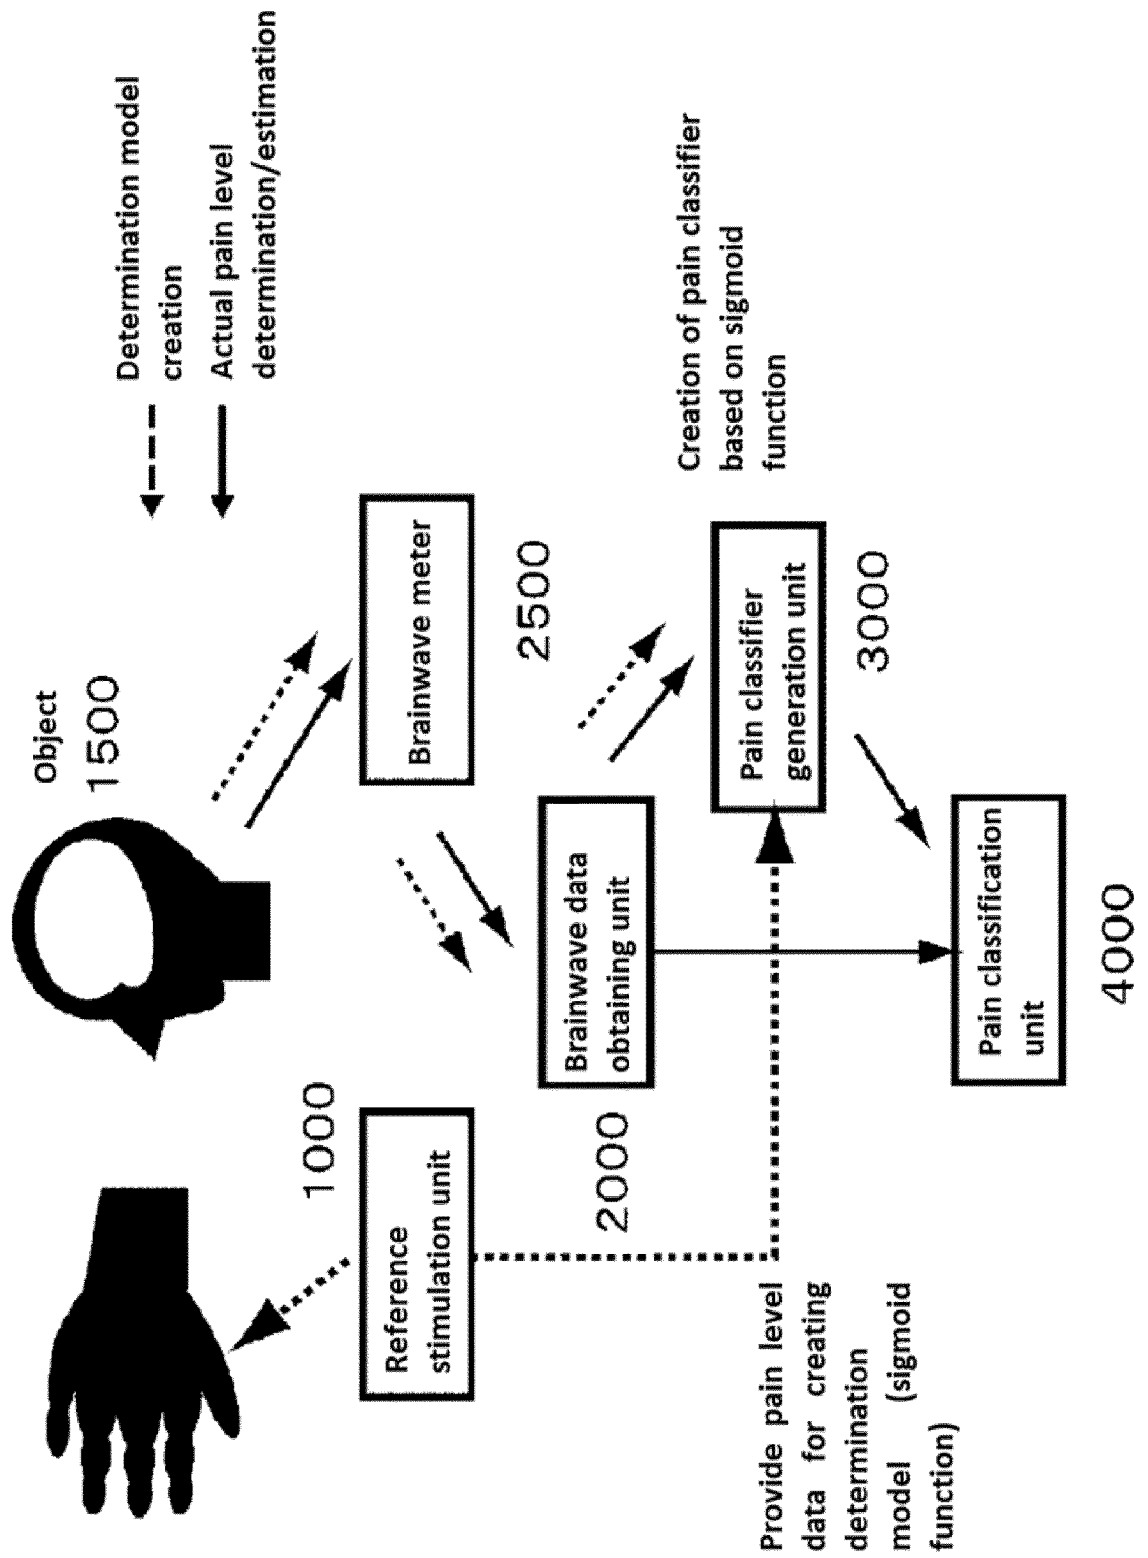 Determination model
creation
Actual pain level
determination/estimation
Object
1500
1000
Reference
stimulation unit
Brainwave meter
2500
Brainwave data
obtaining unit
2000
Creation of pain classifier
based on sigmoid
function
Pain classifier
generation unit
3000
Provide pain level
data for creating
determination
model (sigmoid
function)
Pain classification
unit
4000